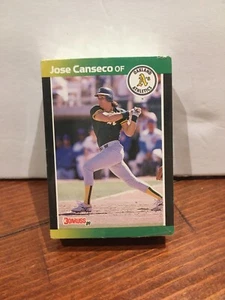 Jose Canseco OF
OAKLAND
A's
ATHLETICS
DONRUSS